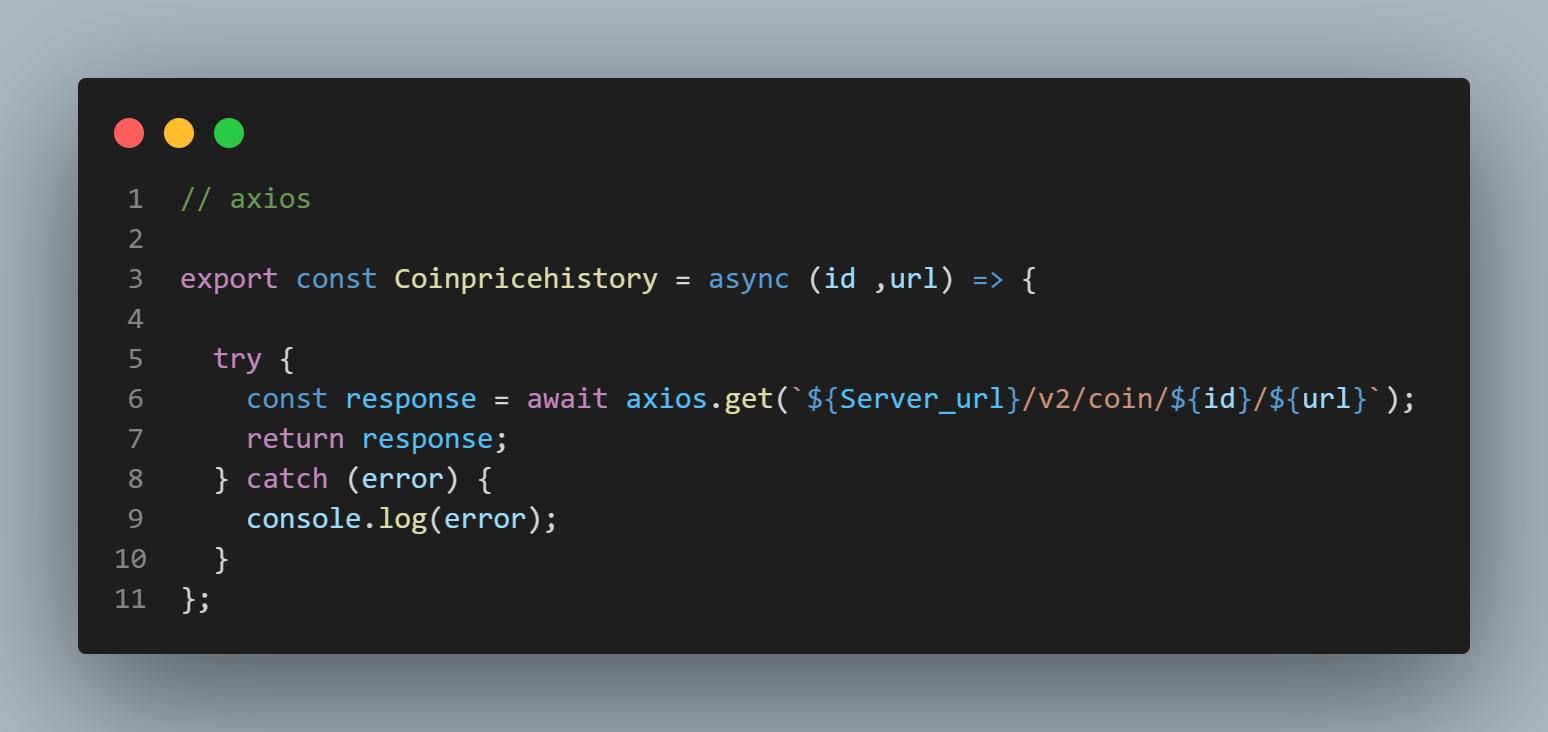 1 // axios
2
3 export const Coinpricehistory = async (id ,url) => {
4
5   try {
6     const response = await axios.get(`${Server_url}/v2/coin/${id}/${url}`);
7     return response;
8   } catch (error) {
9     console.log(error);
10   }
11 };